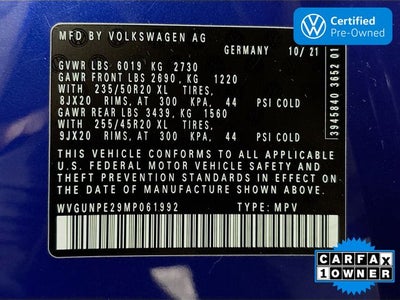 Certified
Pre-Owned
MFD BY VOLKSWAGEN AG
GERMANY 10/21
GVWR LBS 6019 KG 2730
GAWR FRONT LBS 2690, KG 1220
WITH 235/50R20 XL TIRES,
8JX20 RIMS, AT 300 KPA, 44 PSI COLD
GAWR REAR LBS 3439, KG 1560
WITH 255/45R20 XL TIRES,
9JX20 RIMS, AT 300 KPA, 44 PSI COLD
THIS VEHICLE CONFORMS TO ALL APPLICABLE
U.S. FEDERAL MOTOR VEHICLE SAFETY AND
THEFT PREVENTION STANDARDS IN EFFECT ON
THE DATE OF MANUFACTURE SHOWN ABOVE.
WVGUNPE29MP061992 TYPE: MPV
3945840 3652 01
CARFAX
1 OWNER